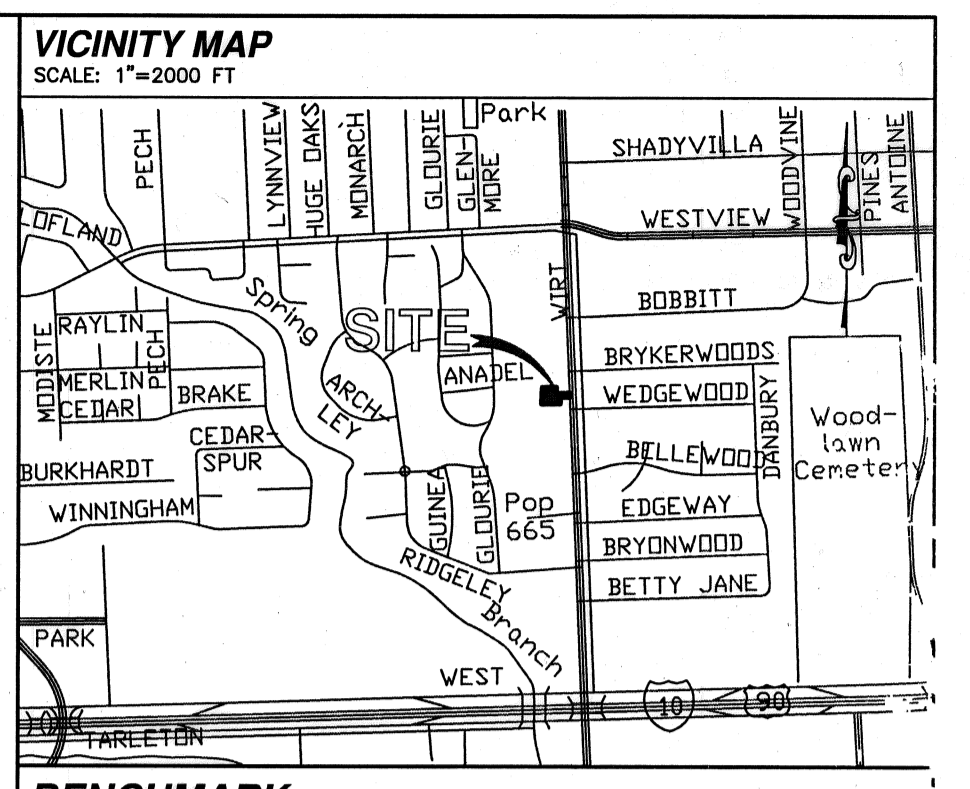 VICINITY MAP
SCALE: 1"=2000 FT
PECH
LYNNVIEW
HUGE OAKS
MONARCH
GLOURIE
GLEN-
MORE
Park
SHADYVILLA
WOODVINE
PINES
ANTOINE
LOFLAND
WESTVIEW
Spring
WIRT
BOBBITT
MODISTE
RAYLIN
PECH
SITE
BRYKERWOODS
MERLIN
CEDAR
BRAKE
ARCH-
LEY
ANADEL
WEDGEWOOD
DANBURY
Wood-
lawn
Cemetery
CEDAR-
SPUR
BELLEWOOD
BURKHARDT
WINNINGHAM
GUINEA
GLOURIE
Pop
665
EDGEWAY
BRYONWOOD
RIDGELEY
BETTY JANE
Branch
PARK
WEST
10
90
TARLETON
BENCHMARK